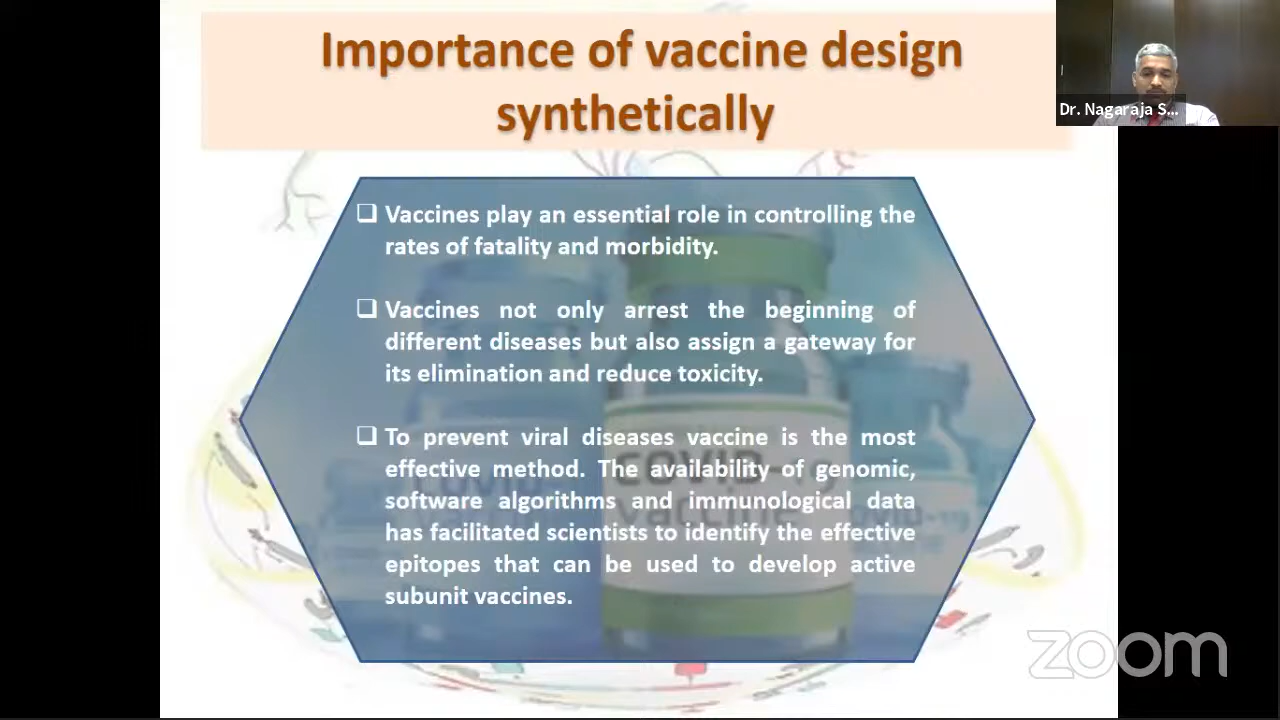 Importance of vaccine design
synthetically
Dr. Nagaraja S...
❑ Vaccines play an essential role in controlling the
rates of fatality and morbidity.
❑ Vaccines not only arrest the beginning of
different diseases but also assign a gateway for
its elimination and reduce toxicity.
❑ To prevent viral diseases vaccine is the most
effective method. The availability of genomic,
software algorithms and immunological data
has facilitated scientists to identify the effective
epitopes that can be used to develop active
subunit vaccines.
COVID-19
vaccine
zoom